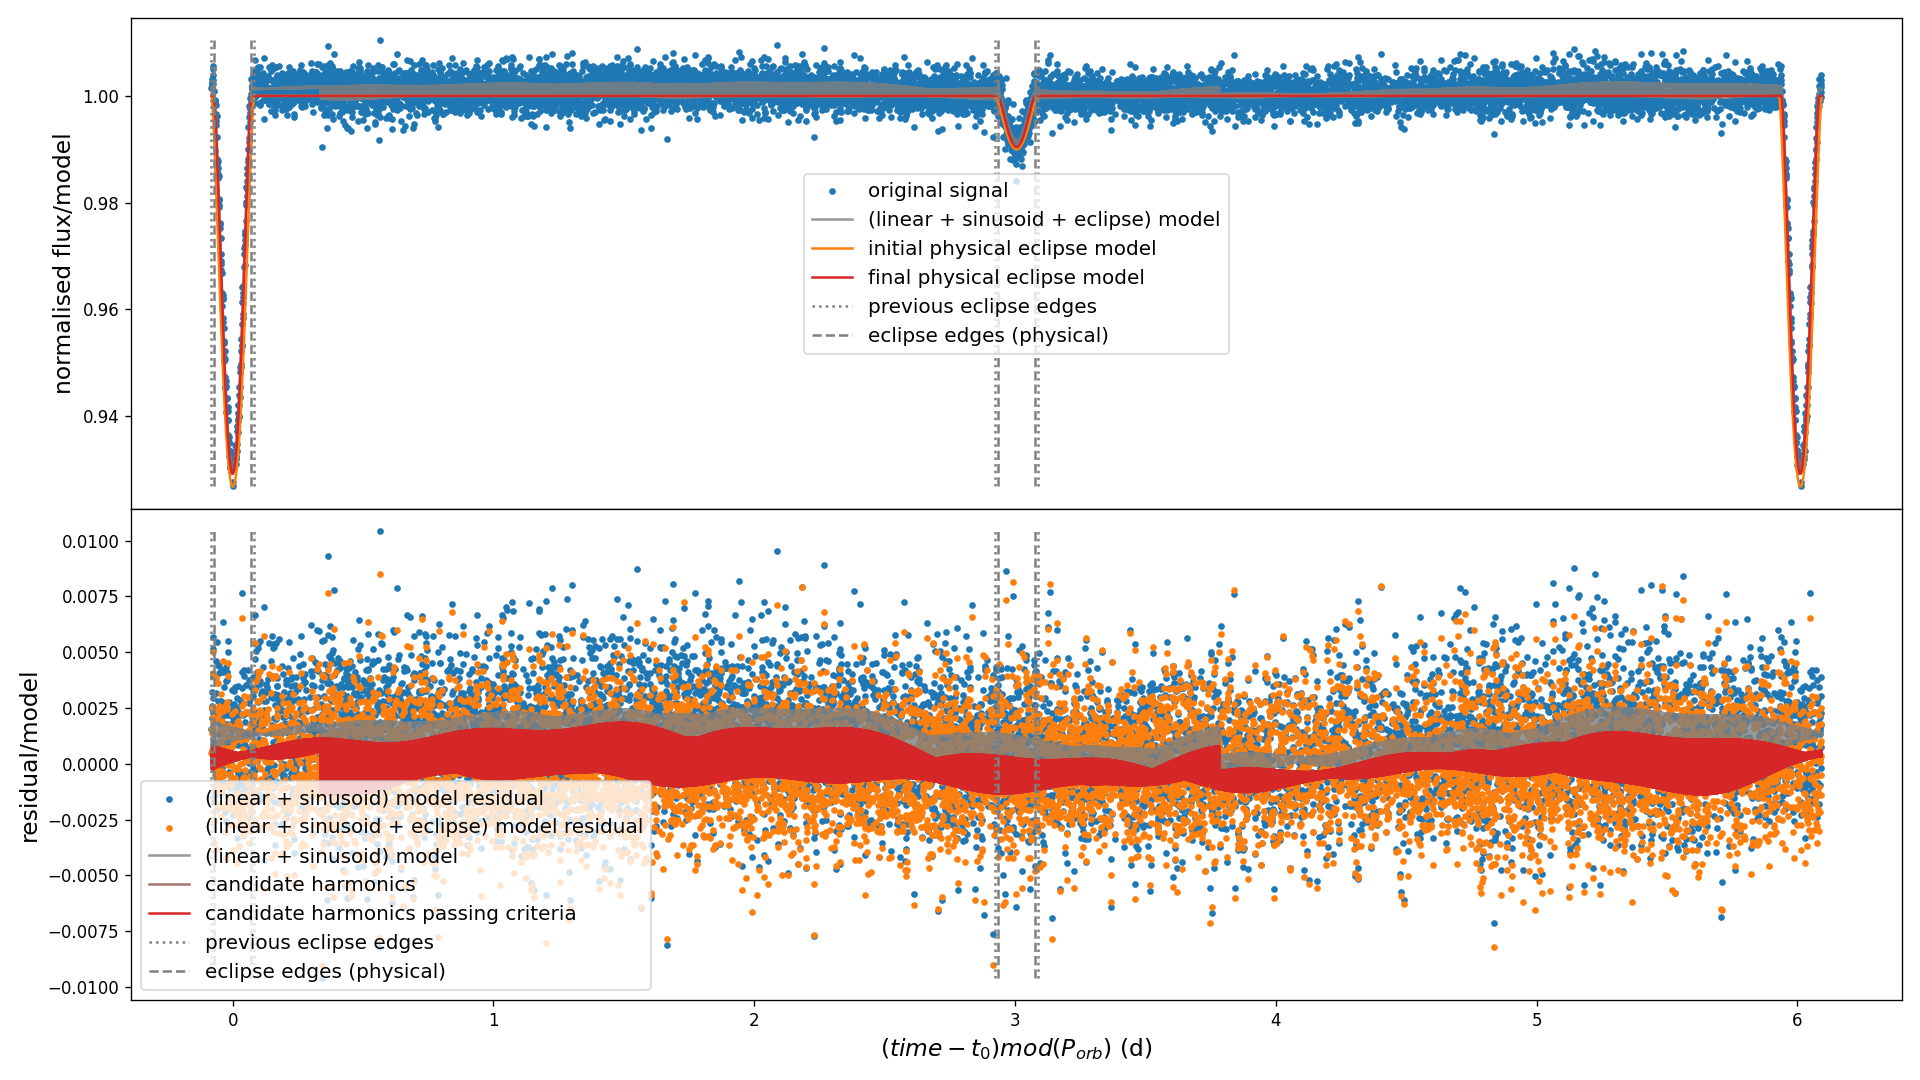 normalised flux/model
1.00
0.98
0.96
0.94
original signal
(linear + sinusoid + eclipse) model
initial physical eclipse model
final physical eclipse model
previous eclipse edges
eclipse edges (physical)
residual/model
0.0100
0.0075
0.0050
0.0025
0.0000
−0.0025
−0.0050
−0.0075
−0.0100
(linear + sinusoid) model residual
(linear + sinusoid + eclipse) model residual
(linear + sinusoid) model
candidate harmonics
candidate harmonics passing criteria
previous eclipse edges
eclipse edges (physical)
0 1 2 3 4 5 6
(time − t₀)mod(P_orb) (d)